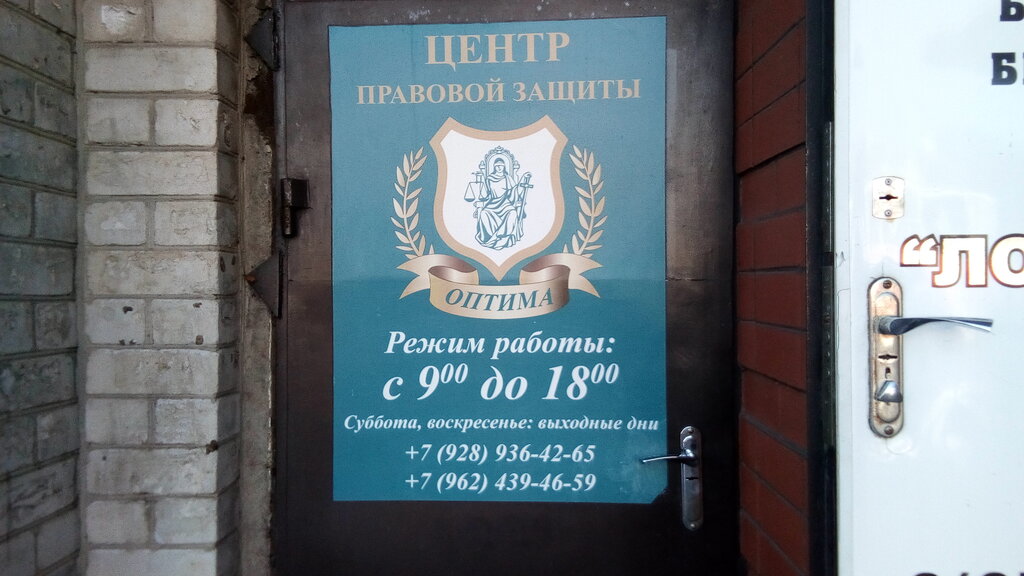 ЦЕНТР
ПРАВОВОЙ ЗАЩИТЫ
ОПТИМА
Режим работы:
с 9⁰⁰ до 18⁰⁰
Суббота, воскресенье: выходные дни
+7 (928) 936-42-65
+7 (962) 439-46-59